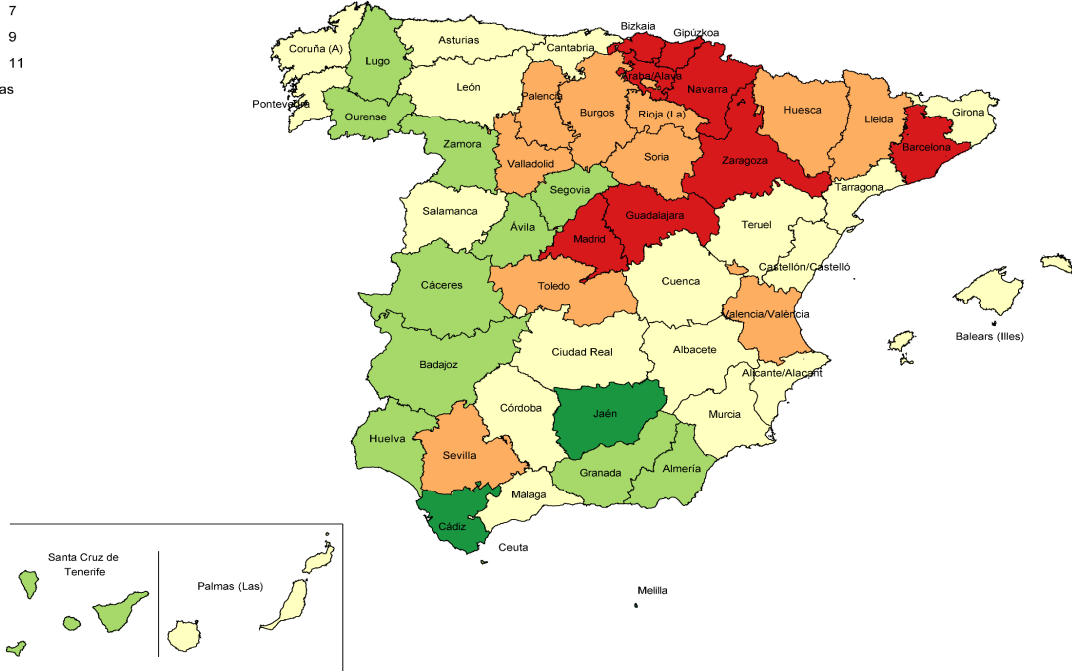 7
9
11
as
Coruña (A)
Lugo
Asturias
Cantabria
Bizkaia
Gipúzkoa
Araba/Alava
Navarra
Pontevedra
Ourense
León
Palencia
Burgos
Rioja (La)
Huesca
Lleida
Girona
Barcelona
Zamora
Valladolid
Soria
Zaragoza
Tarragona
Segovia
Salamanca
Ávila
Madrid
Guadalajara
Teruel
Castellón/Castelló
Cáceres
Toledo
Cuenca
Valencia/València
Balears (Illes)
Badajoz
Ciudad Real
Albacete
Alicante/Alacant
Córdoba
Jaén
Murcia
Huelva
Sevilla
Granada
Almería
Malaga
Cádiz
Ceuta
Melilla
Santa Cruz de
Tenerife
Palmas (Las)